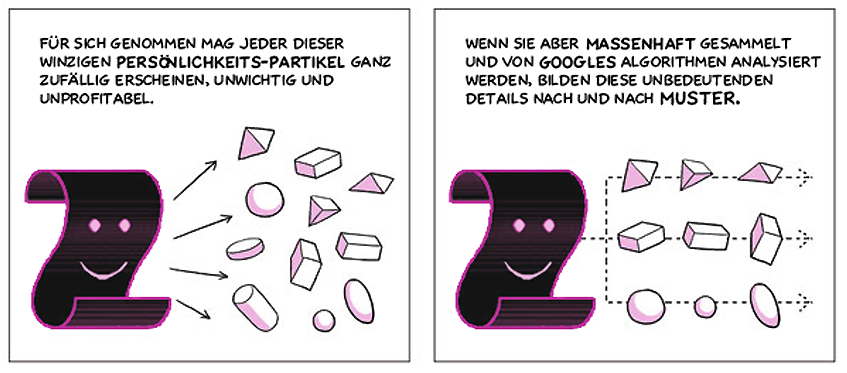 FÜR SICH GENOMMEN MAG JEDER DIESER
WINZIGEN PERSÖNLICHKEITS-PARTIKEL GANZ
ZUFÄLLIG ERSCHEINEN, UNWICHTIG UND
UNPROFITABEL.
WENN SIE ABER MASSENHAFT GESAMMELT
UND VON GOOGLES ALGORITHMEN ANALYSIERT
WERDEN, BILDEN DIESE UNBEDEUTENDEN
DETAILS NACH UND NACH MUSTER.